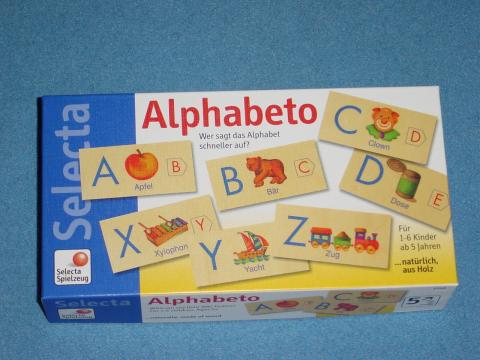 Selecta
Alphabeto
Wer sagt das Alphabet
schneller auf?
A
B
Apfel
B
C
Bär
C
D
Clown
D
E
Dose
X
Y
Xylophon
Y
Yacht
Z
Zug
Für
1-6 Kinder
ab 5 Jahren
...natürlich,
aus Holz
Selecta
Spielzeug
Selecta
Alphabeto